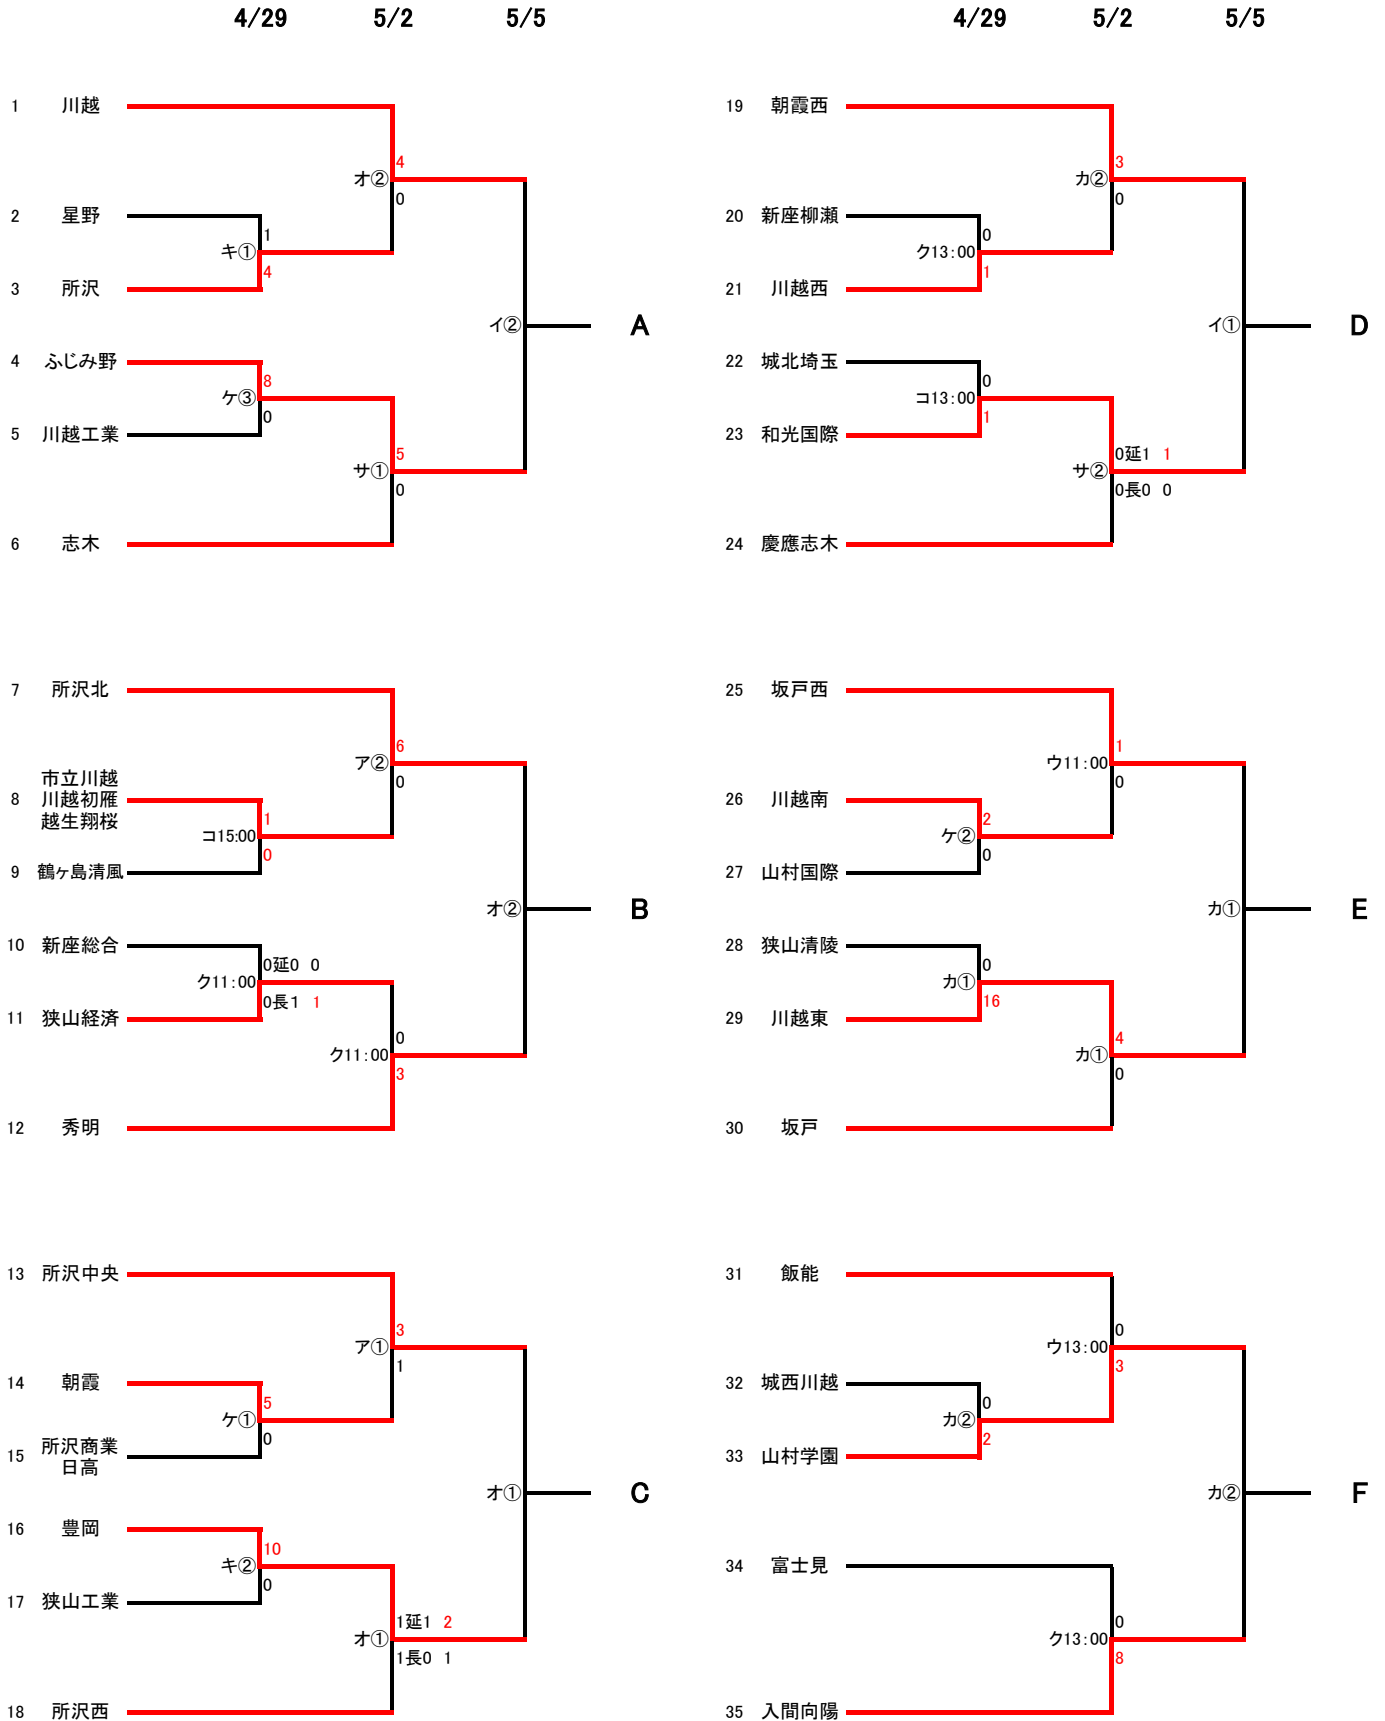 4/29 5/2 5/5
1 川越
4
オ②
0
2 星野
1
キ①
4
3 所沢
イ② A
4 ふじみ野
8
ケ③
0
5 川越工業
5
サ①
0
6 志木
7 所沢北
6
ア②
0
市立川越
8 川越初雁
越生翔桜
1
コ15:00
0
9 鶴ヶ島清風
オ② B
10 新座総合
0延0 0
ク11:00
0長1 1
11 狭山経済
0
ク11:00
3
12 秀明
13 所沢中央
3
ア①
1
14 朝霞
5
ケ①
0
15 所沢商業
日高
オ① C
16 豊岡
10
キ②
0
17 狭山工業
1延1 2
オ①
1長0 1
18 所沢西
4/29 5/2 5/5
19 朝霞西
3
カ②
0
20 新座柳瀬
0
ク13:00
1
21 川越西
イ① D
22 城北埼玉
0
コ13:00
1
23 和光国際
0延1 1
サ②
0長0 0
24 慶應志木
25 坂戸西
1
ウ11:00
0
26 川越南
2
ケ②
0
27 山村国際
カ① E
28 狭山清陵
0
カ①
16
29 川越東
4
カ①
0
30 坂戸
31 飯能
0
ウ13:00
3
32 城西川越
0
カ②
2
33 山村学園
カ② F
34 富士見
0
ク13:00
8
35 入間向陽